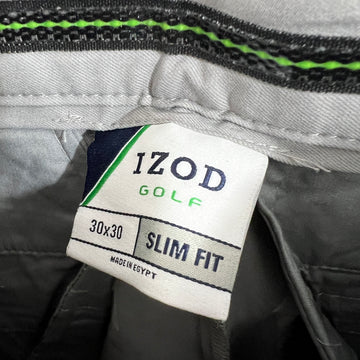 IZOD
GOLF
30x30
SLIM FIT
MADE IN EGYPT